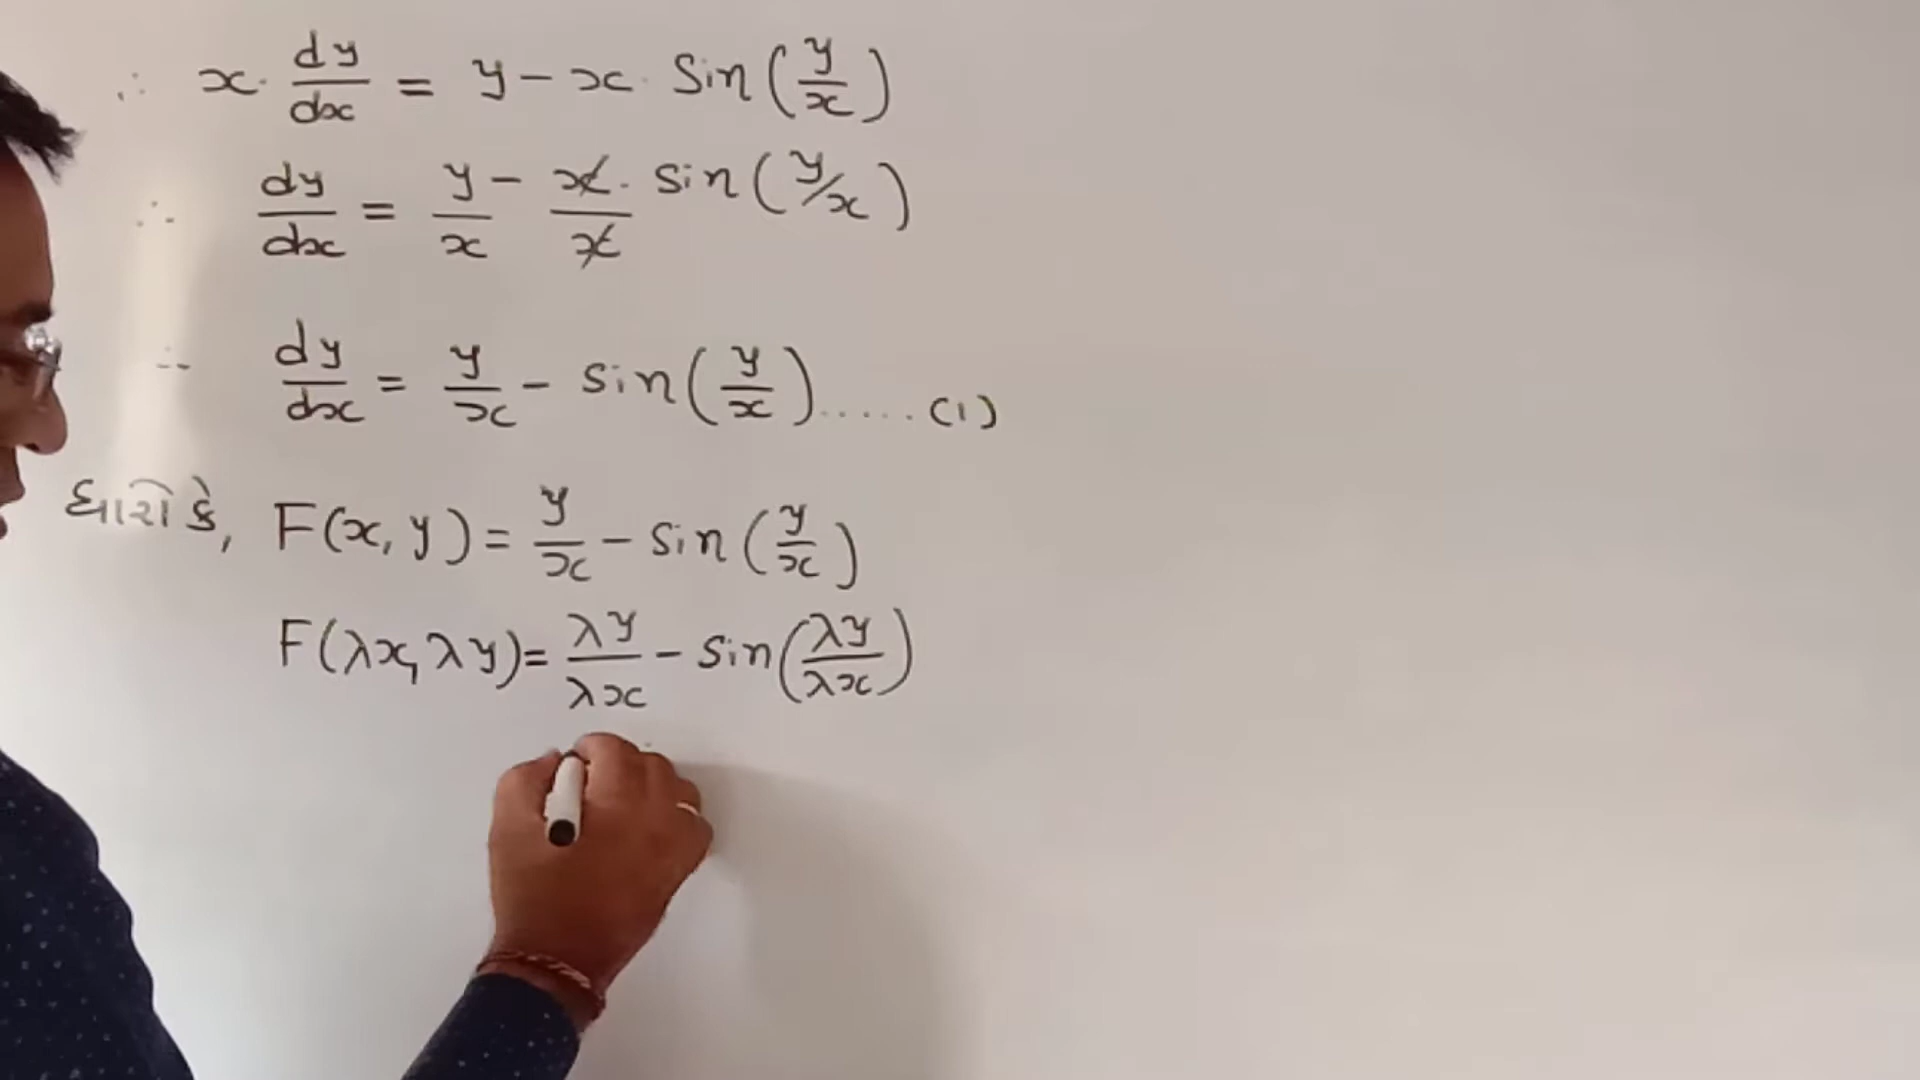 ∴ x · dy/dx = y - x · Sin(y/x)
∴ dy/dx = y/x - x/x · sin(y/x)
∴ dy/dx = y/x - sin(y/x) ..... (1)
ધારો કે, F(x, y) = y/x - sin(y/x)
F(λx, λy) = λy/λx - sin(λy/λx)